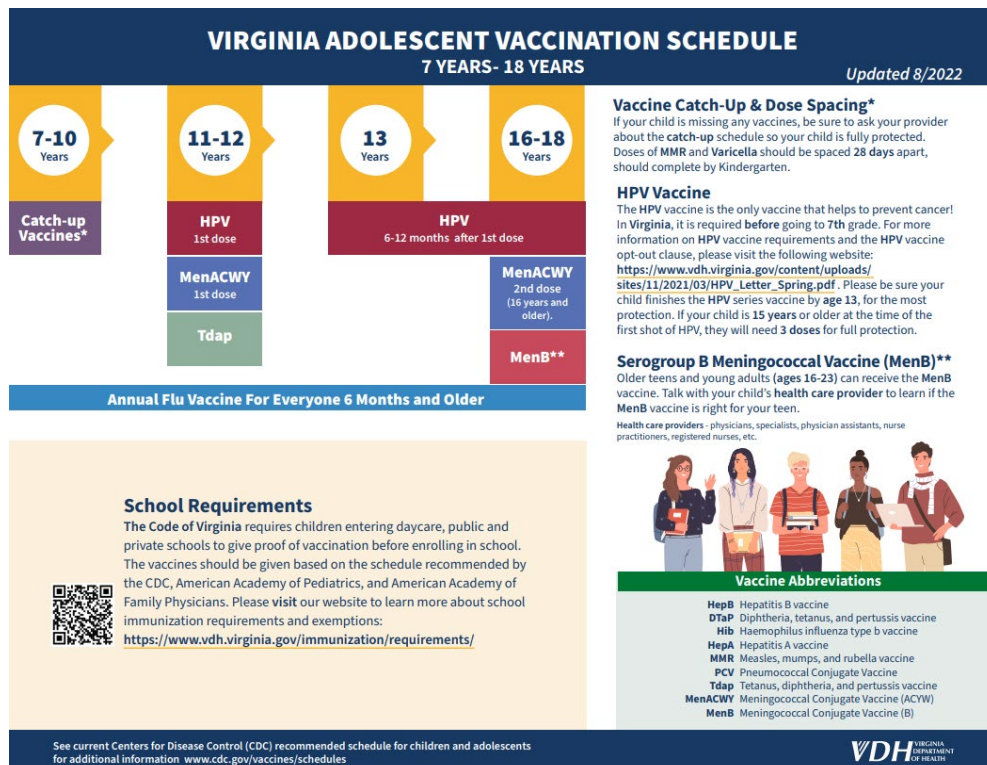 VIRGINIA ADOLESCENT VACCINATION SCHEDULE
7 YEARS- 18 YEARS
Updated 8/2022
7-10
Years
11-12
Years
13
Years
16-18
Years
Catch-up
Vaccines*
HPV
1st dose
HPV
6-12 months after 1st dose
MenACWY
1st dose
MenACWY
2nd dose
(16 years and
older).
Tdap
MenB**
Annual Flu Vaccine For Everyone 6 Months and Older
School Requirements
The Code of Virginia requires children entering daycare, public and
private schools to give proof of vaccination before enrolling in school.
The vaccines should be given based on the schedule recommended by
the CDC, American Academy of Pediatrics, and American Academy of
Family Physicians. Please visit our website to learn more about school
immunization requirements and exemptions:
https://www.vdh.virginia.gov/immunization/requirements/
Vaccine Catch-Up & Dose Spacing*
If your child is missing any vaccines, be sure to ask your provider
about the catch-up schedule so your child is fully protected.
Doses of MMR and Varicella should be spaced 28 days apart,
should complete by Kindergarten.
HPV Vaccine
The HPV vaccine is the only vaccine that helps to prevent cancer!
In Virginia, it is required before going to 7th grade. For more
information on HPV vaccine requirements and the HPV vaccine
opt-out clause, please visit the following website:
https://www.vdh.virginia.gov/content/uploads/
sites/11/2021/03/HPV_Letter_Spring.pdf . Please be sure your
child finishes the HPV series vaccine by age 13, for the most
protection. If your child is 15 years or older at the time of the
first shot of HPV, they will need 3 doses for full protection.
Serogroup B Meningococcal Vaccine (MenB)**
Older teens and young adults (ages 16-23) can receive the MenB
vaccine. Talk with your child's health care provider to learn if the
MenB vaccine is right for your teen.
Health care providers - physicians, specialists, physician assistants, nurse
practitioners, registered nurses, etc.
Vaccine Abbreviations
HepB Hepatitis B vaccine
DTaP Diphtheria, tetanus, and pertussis vaccine
Hib Haemophilus influenza type b vaccine
HepA Hepatitis A vaccine
MMR Measles, mumps, and rubella vaccine
PCV Pneumococcal Conjugate Vaccine
Tdap Tetanus, diphtheria, and pertussis vaccine
MenACWY Meningococcal Conjugate Vaccine (ACYW)
MenB Meningococcal Conjugate Vaccine (B)
See current Centers for Disease Control (CDC) recommended schedule for children and adolescents
for additional information www.cdc.gov/vaccines/schedules
VDH VIRGINIA
DEPARTMENT
OF HEALTH